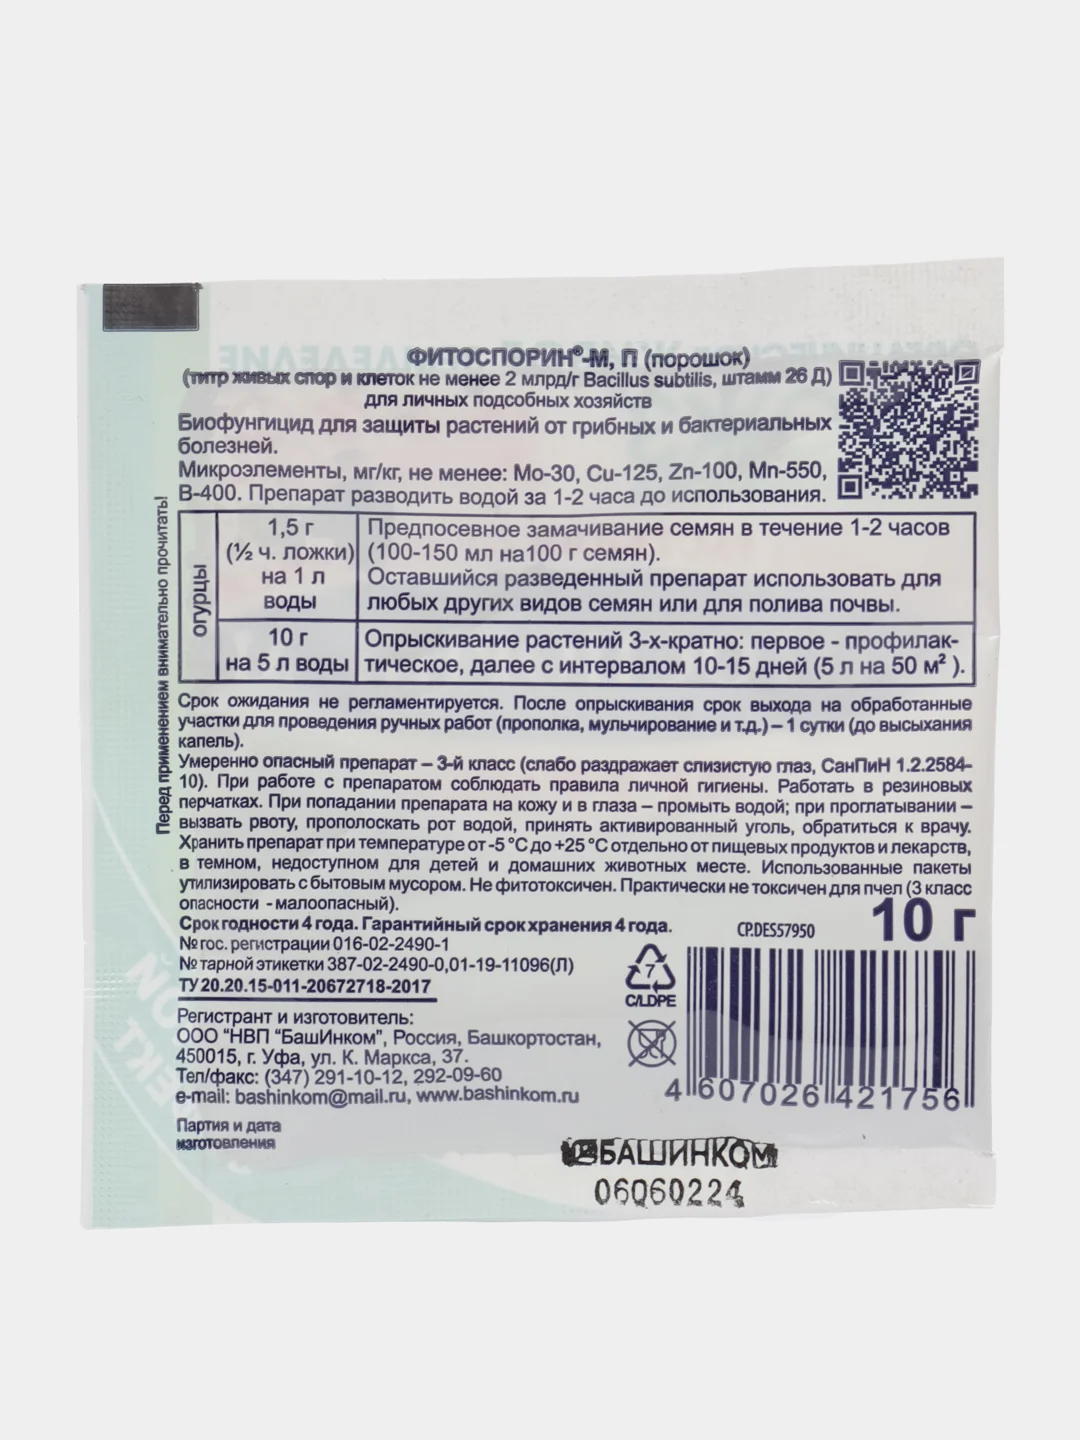 ФИТОСПОРИН®-М, П (порошок)
(титр живых спор и клеток не менее 2 млрд/г Bacillus subtilis, штамм 26 Д)
для личных подсобных хозяйств
Биофунгицид для защиты растений от грибных и бактериальных
болезней.
Микроэлементы, мг/кг, не менее: Mo-30, Cu-125, Zn-100, Mn-550,
B-400. Препарат разводить водой за 1-2 часа до использования.
Перед применением внимательно прочитать!
огурцы
1,5 г
(½ ч. ложки)
на 1 л
воды
Предпосевное замачивание семян в течение 1-2 часов
(100-150 мл на100 г семян).
Оставшийся разведенный препарат использовать для
любых других видов семян или для полива почвы.
10 г
на 5 л воды
Опрыскивание растений 3-х-кратно: первое - профилак-
тическое, далее с интервалом 10-15 дней (5 л на 50 м² ).
Срок ожидания не регламентируется. После опрыскивания срок выхода на обработанные
участки для проведения ручных работ (прополка, мульчирование и т.д.) – 1 сутки (до высыхания
капель).
Умеренно опасный препарат – 3-й класс (слабо раздражает слизистую глаз, СанПиН 1.2.2584-
10). При работе с препаратом соблюдать правила личной гигиены. Работать в резиновых
перчатках. При попадании препарата на кожу и в глаза – промыть водой; при проглатывании –
вызвать рвоту, прополоскать рот водой, принять активированный уголь, обратиться к врачу.
Хранить препарат при температуре от -5 °С до +25 °С отдельно от пищевых продуктов и лекарств,
в темном, недоступном для детей и домашних животных месте. Использованные пакеты
утилизировать с бытовым мусором. Не фитотоксичен. Практически не токсичен для пчел (3 класс
опасности - малоопасный).
Срок годности 4 года. Гарантийный срок хранения 4 года.
№ гос. регистрации 016-02-2490-1
№ тарной этикетки 387-02-2490-0,01-19-11096(Л)
ТУ 20.20.15-011-20672718-2017
Регистрант и изготовитель:
ООО “НВП “БашИнком”, Россия, Башкортостан,
450015, г. Уфа, ул. К. Маркса, 37.
Тел/факс: (347) 291-10-12, 292-09-60
e-mail: bashinkom@mail.ru, www.bashinkom.ru
Партия и дата
изготовления
CP.DES57950
10 г
7
C/LDPE
4 607026 421756
БАШИНКОМ
06060224